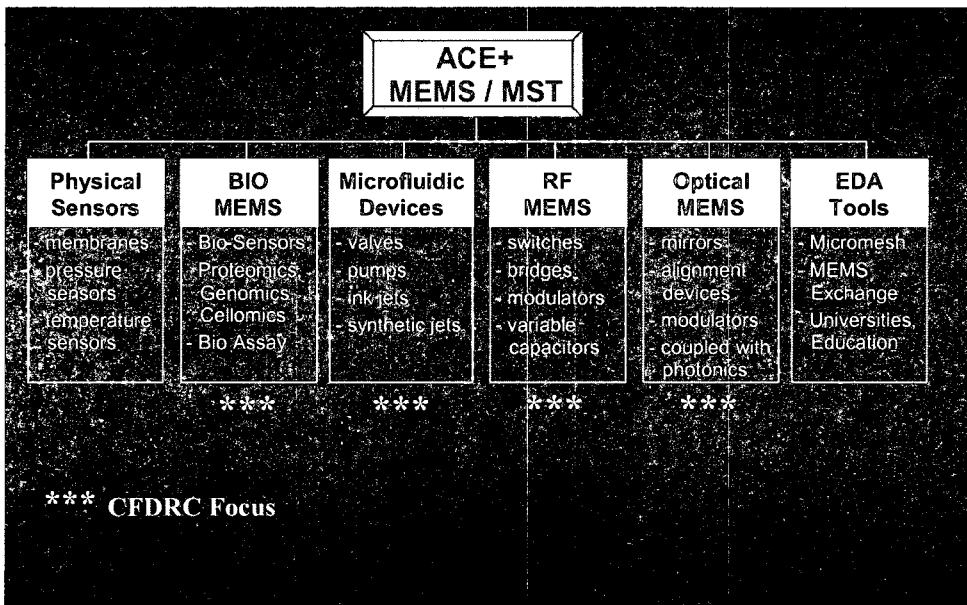 ACE+
MEMS / MST
Physical
Sensors
- membranes
- pressure
sensors
- temperature
sensors
BIO
MEMS
- Bio-Sensors
- Proteomics
Genomics
Cellomics
- Bio Assay
***
Microfluidic
Devices
- valves
- pumps
- ink jets
- synthetic jets
***
RF
MEMS
- switches
- bridges
- modulators
- variable
capacitors
***
Optical
MEMS
- mirrors
- alignment
devices
- modulators
- coupled with
photonics
***
EDA
Tools
- Micromesh
- MEMS
Exchange
- Universities,
Education
*** CFDRC Focus